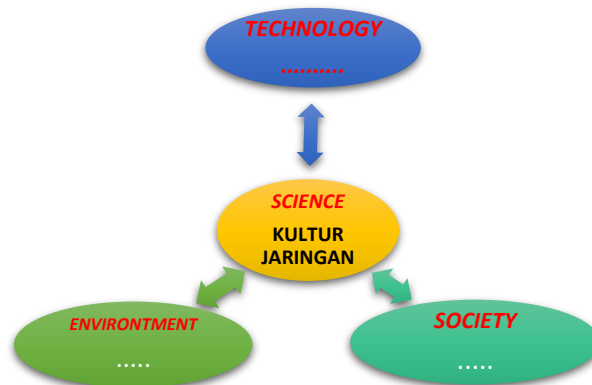 TECHNOLOGY
..........
SCIENCE
KULTUR
JARINGAN
ENVIRONTMENT
.....
SOCIETY
.....